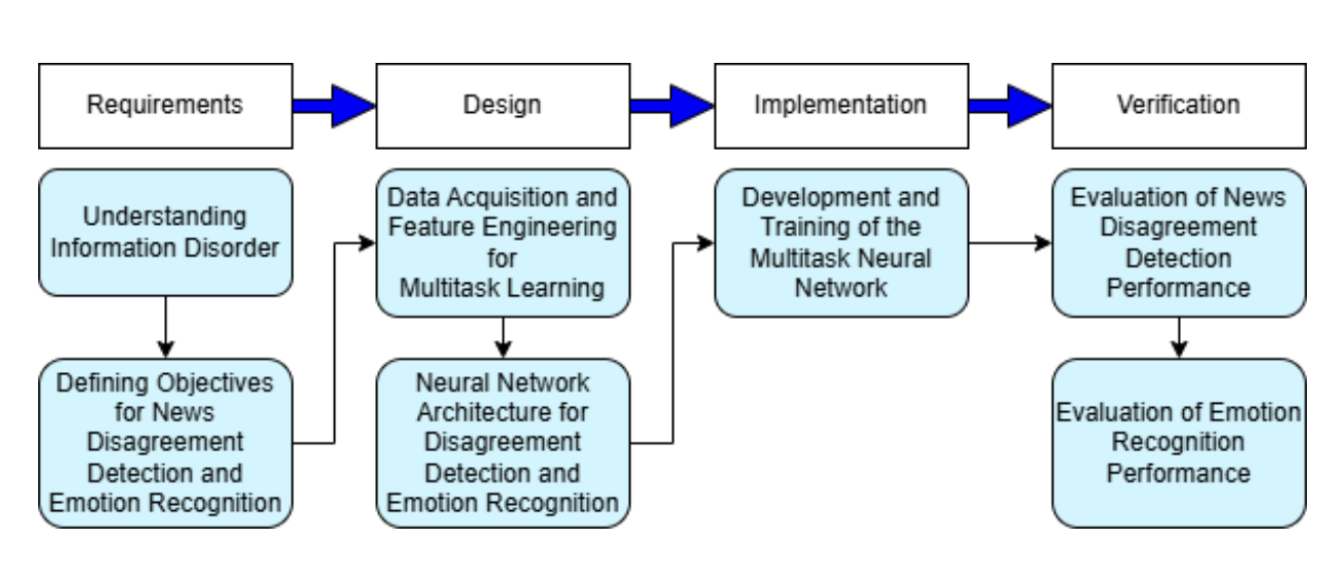 Requirements
Design
Implementation
Verification
Understanding
Information Disorder
Defining Objectives
for News
Disagreement
Detection and
Emotion Recognition
Data Acquisition and
Feature Engineering
for
Multitask Learning
Neural Network
Architecture for
Disagreement
Detection and
Emotion Recognition
Development and
Training of the
Multitask Neural
Network
Evaluation of News
Disagreement
Detection
Performance
Evaluation of Emotion
Recognition
Performance